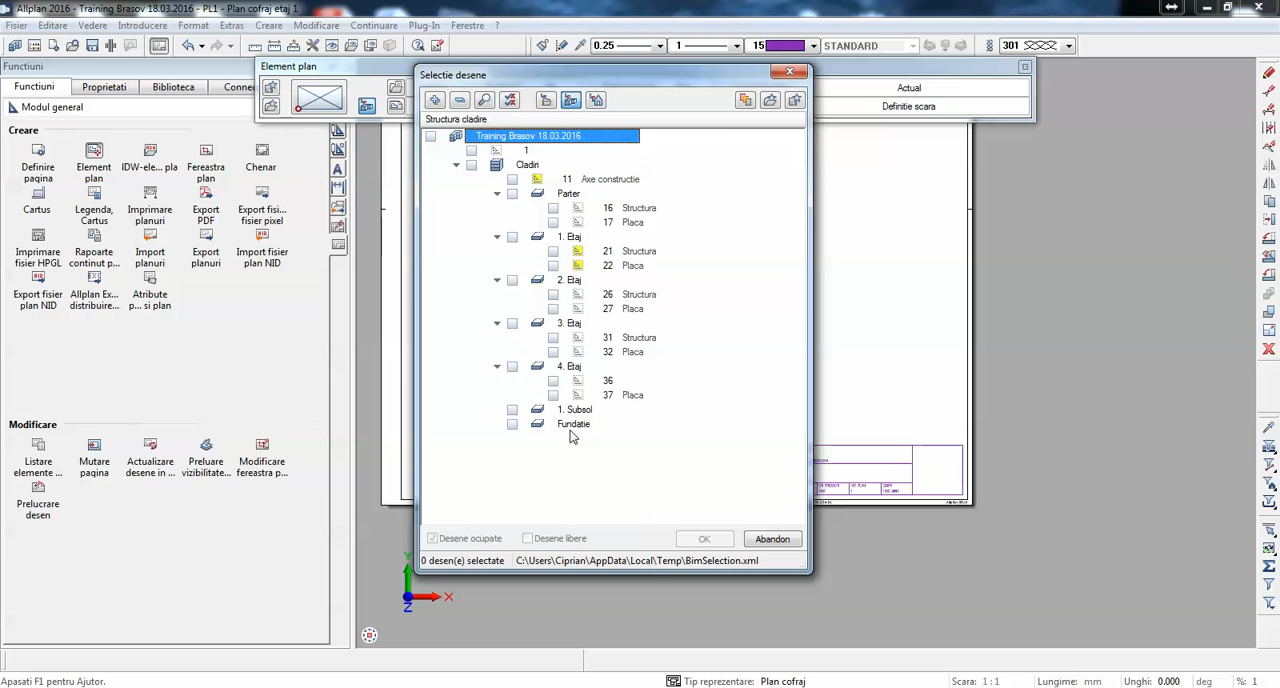 Allplan 2016 - Training Brasov 18.03.2016 - PL1 - Plan cofraj etaj 1
Fisier Editare Vedere Introducere Format Extras Creare Modificare Continuare Plug-In Ferestre ?
0.25 1 15 STANDARD 301
Functiuni
Functiuni Proprietati Biblioteca Connec
Modul general
Creare
Definire pagina
Element plan
IDW-ele... pla
Fereastra plan
Chenar
Cartus
Legenda, Cartus
Imprimare planuri
Export PDF
Export fisi... fisier pixel
Imprimare fisier HPGL
Rapoarte continut p...
Import planuri
Export planuri
Import fisier plan NID
Export fisier plan NID
Allplan Ex... distribuire...
Atribute p... si plan
Modificare
Listare elemente ...
Mutare pagina
Actualizare desene in ...
Preluare vizibilitate...
Modificare fereastra p...
Prelucrare desen
Element plan
Actual
Definitie scara
Selectie desene
Structura cladire
Training Brasov 18.03.2016
1
Cladiri
11 Axe constructie
Parter
16 Structura
17 Placa
1. Etaj
21 Structura
22 Placa
2. Etaj
26 Structura
27 Placa
3. Etaj
31 Structura
32 Placa
4. Etaj
36
37 Placa
1. Subsol
Fundatie
Desene ocupate Desene libere OK Abandon
0 desen(e) selectate C:\Users\Ciprian\AppData\Local\Temp\BimSelection.xml
Y
X
Z
Apasati F1 pentru Ajutor. Tip reprezentare: Plan cofraj Scara: 1 : 1 Lungime: mm Unghi: 0.000 deg %: 1